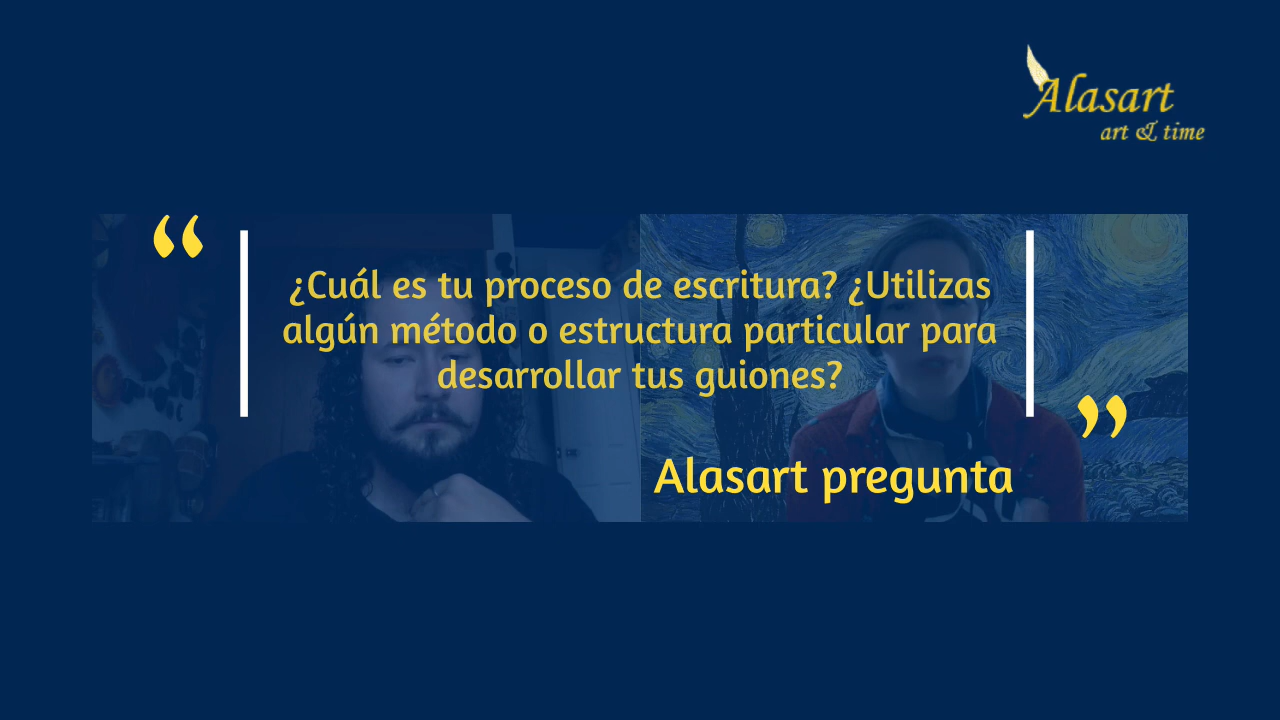 Alasart
art & time
“
¿Cuál es tu proceso de escritura? ¿Utilizas
algún método o estructura particular para
desarrollar tus guiones?
”
Alasart pregunta